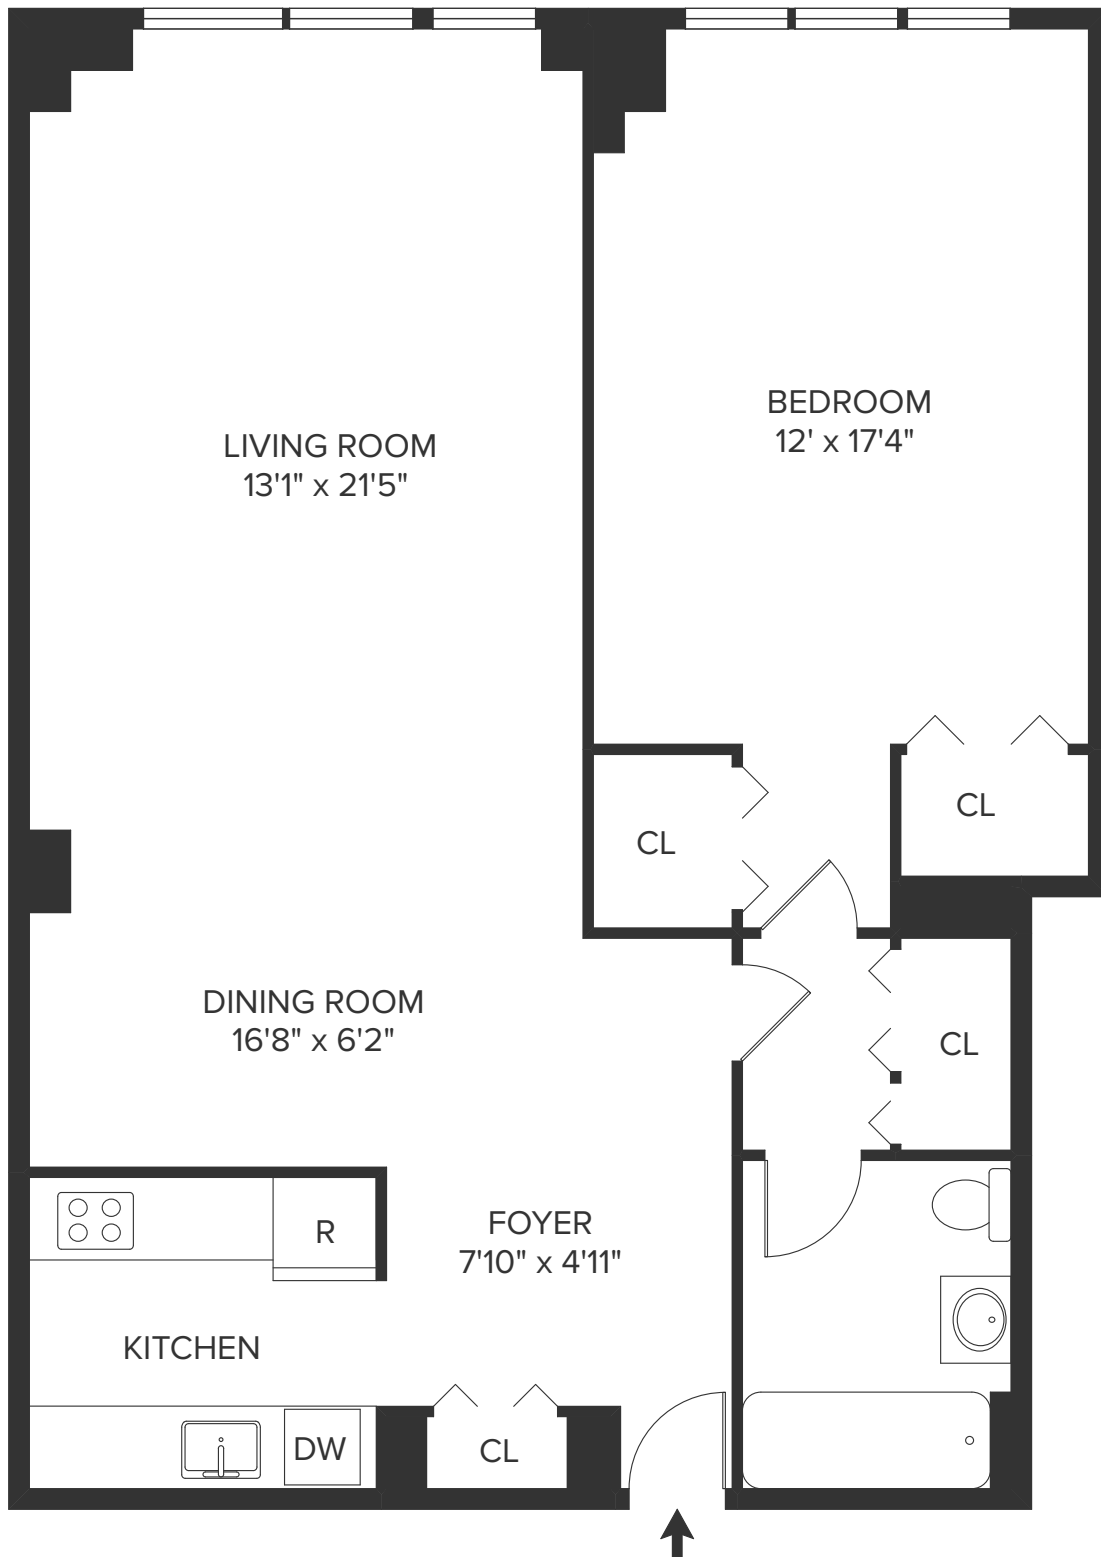 BEDROOM
12' x 17'4"
LIVING ROOM
13'1" x 21'5"
CL
CL
DINING ROOM
16'8" x 6'2"
CL
FOYER
7'10" x 4'11"
R
KITCHEN
DW
CL